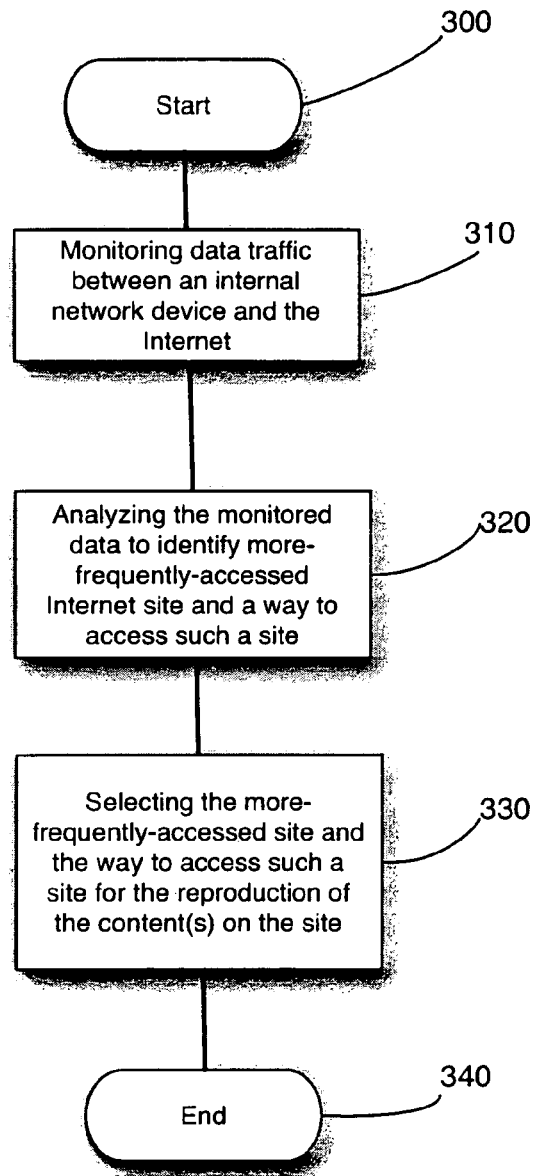 300
Start
310
Monitoring data traffic
between an internal
network device and the
Internet
320
Analyzing the monitored
data to identify more-
frequently-accessed
Internet site and a way to
access such a site
330
Selecting the more-
frequently-accessed site and
the way to access such a
site for the reproduction of
the content(s) on the site
340
End